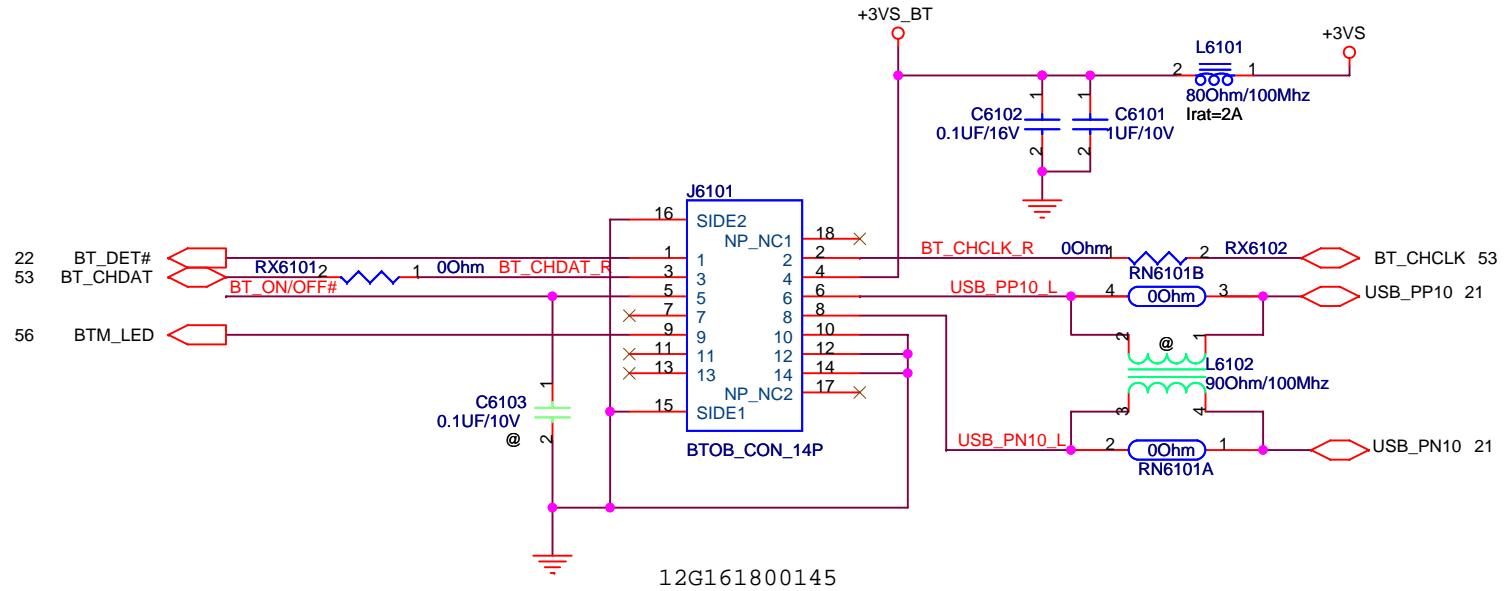 +3VS_BT
+3VS
L6101
2 1
80Ohm/100Mhz
Irat=2A
1 1
C6102 C6101
0.1UF/16V 1UF/10V
2 2
J6101
16 SIDE2
NP_NC1 18
22 BT_DET# 1 1
2 2 BT_CHCLK_R 0Ohm 1 2 RX6102 BT_CHCLK 53
53 BT_CHDAT RX6101 2 1 0Ohm BT_CHDAT_R 3 3
4 4
RN6101B
BT_ON/OFF# 5 5
6 6 USB_PP10_L 4 0Ohm 3 USB_PP10 21
7 7
8 8
2 @ 1
56 BTM_LED 9 9
10 10
L6102
11 11
12 12
90Ohm/100Mhz
13 13
14 14
NP_NC2 17
3 4
15 SIDE1
1
C6103
0.1UF/10V
@ 2
BTOB_CON_14P
USB_PN10_L 2 0Ohm 1 USB_PN10 21
RN6101A
12G161800145